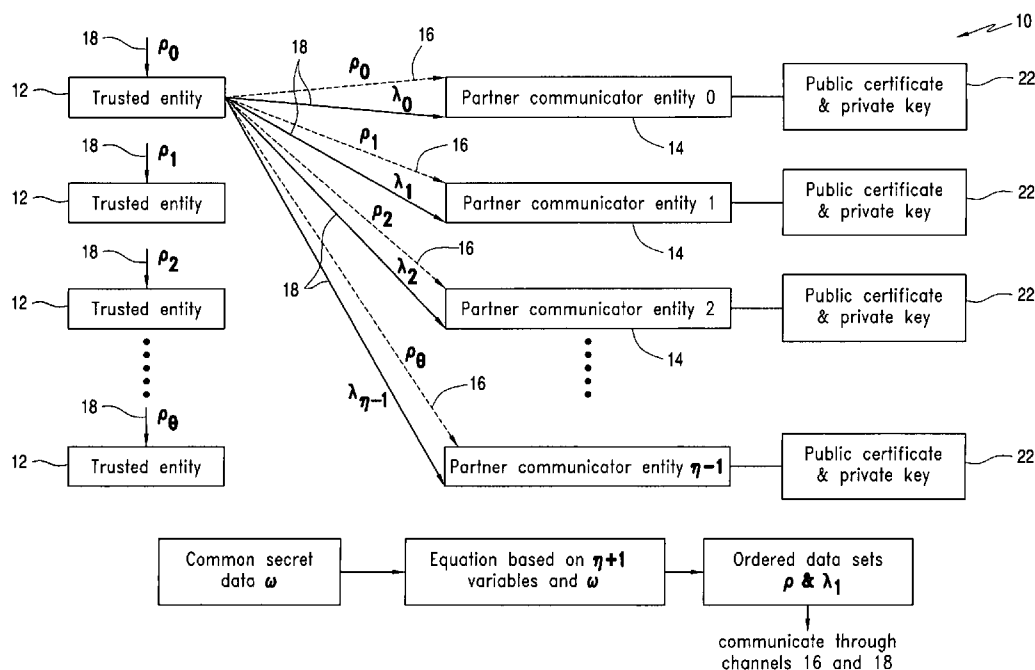 10
18
ρ0
18
16
ρ0
22
12
Trusted entity
λ0
Partner communicator entity 0
Public certificate
& private key
14
18
ρ1
ρ1
16
22
12
Trusted entity
λ1
Partner communicator entity 1
Public certificate
& private key
14
18
ρ2
18
ρ2
16
λ2
22
12
Trusted entity
Partner communicator entity 2
Public certificate
& private key
14
ρθ
16
18
ρθ
λη-1
22
12
Trusted entity
Partner communicator entity η-1
Public certificate
& private key
Common secret
data ω
Equation based on η+1
variables and ω
Ordered data sets
ρ & λ1
communicate through
channels 16 and 18